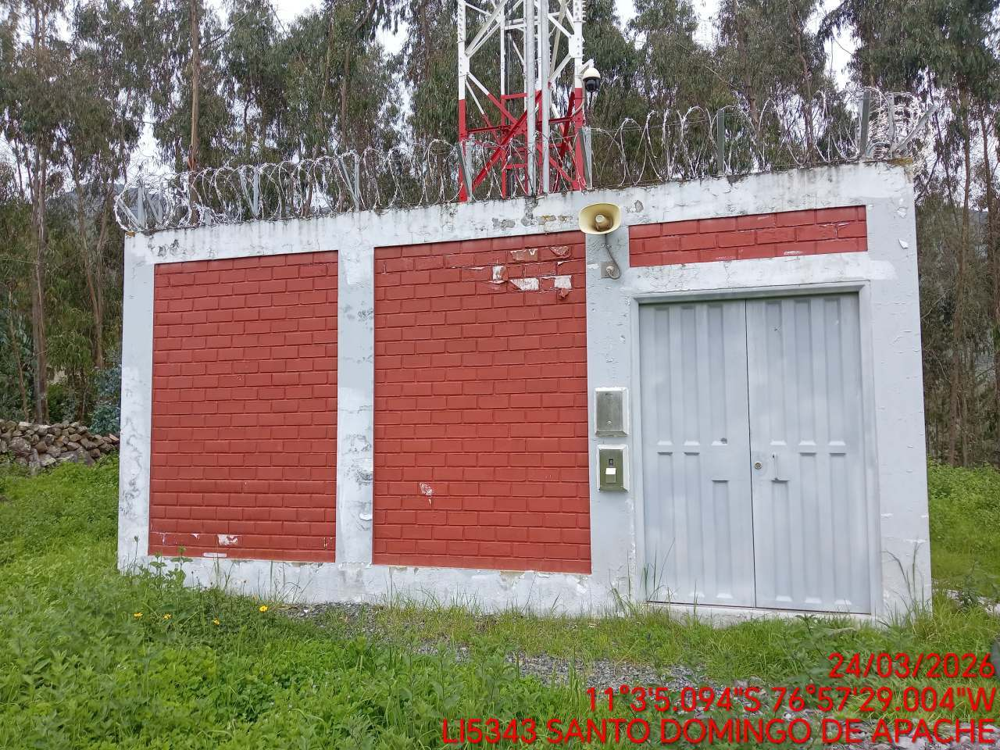 24/03/2026
11°3'5.094"S 76°57'29.004"W
LI5343 SANTO DOMINGO DE APACHE